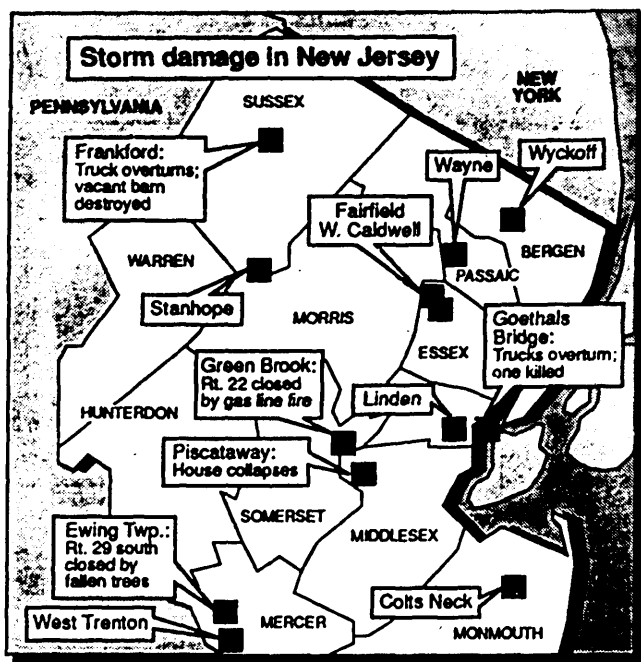 Storm damage in New Jersey
PENNSYLVANIA
SUSSEX
NEW
YORK
Frankford:
Truck overturns;
vacant barn
destroyed
Wayne
Wyckoff
Fairfield
W. Caldwell
BERGEN
WARREN
PASSAIC
Stanhope
MORRIS
Goethals
Bridge:
Trucks overturn;
one killed
ESSEX
Green Brook:
Rt. 22 closed
by gas line fire
Linden
HUNTERDON
Piscataway:
House collapses
SOMERSET
MIDDLESEX
Ewing Twp.:
Rt. 29 south
closed by
fallen trees
Colts Neck
West Trenton
MERCER
MONMOUTH